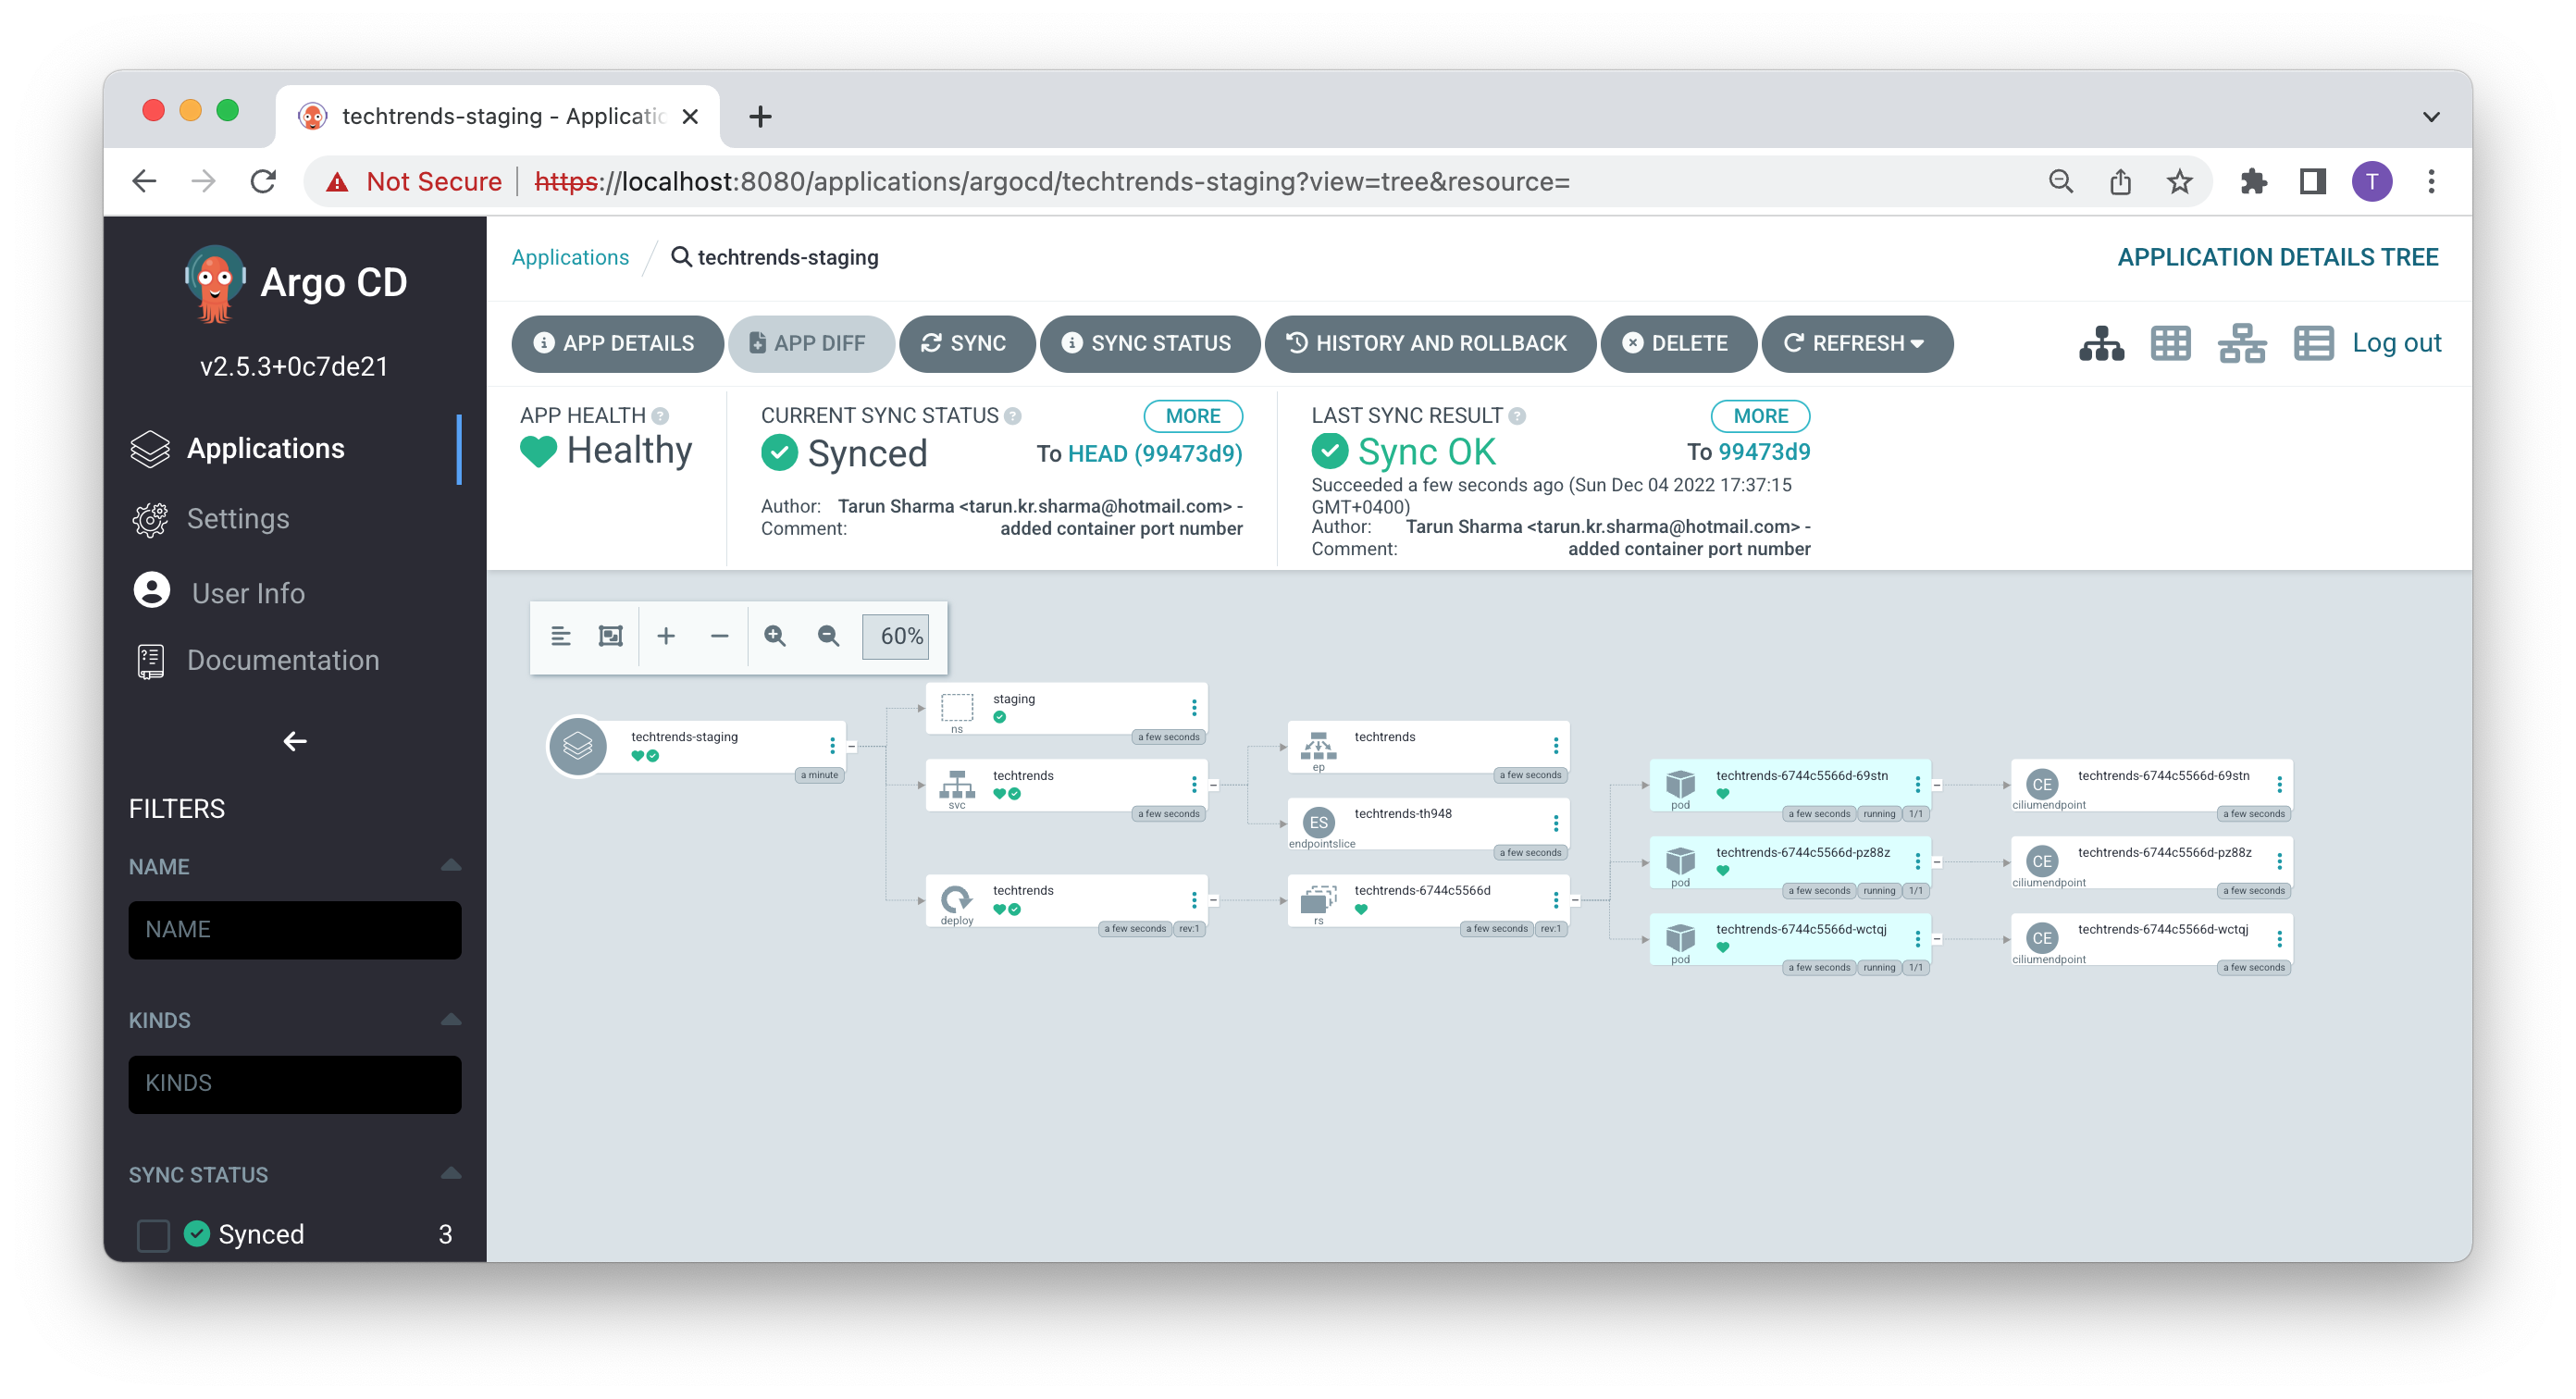 techtrends-staging - Applicatic
Not Secure
https://localhost:8080/applications/argocd/techtrends-staging?view=tree&resource=
T
Argo CD
v2.5.3+0c7de21
Applications
Settings
User Info
Documentation
FILTERS
NAME
NAME
KINDS
KINDS
SYNC STATUS
Synced 3
Applications / techtrends-staging
APPLICATION DETAILS TREE
APP DETAILS
APP DIFF
SYNC
SYNC STATUS
HISTORY AND ROLLBACK
DELETE
REFRESH
Log out
APP HEALTH
Healthy
CURRENT SYNC STATUS
MORE
Synced
To HEAD (99473d9)
Author: Tarun Sharma <tarun.kr.sharma@hotmail.com> -
Comment: added container port number
LAST SYNC RESULT
MORE
Sync OK
To 99473d9
Succeeded a few seconds ago (Sun Dec 04 2022 17:37:15
GMT+0400)
Author: Tarun Sharma <tarun.kr.sharma@hotmail.com> -
Comment: added container port number
60%
techtrends-staging
a minute
staging
ns
a few seconds
techtrends
svc
a few seconds
techtrends
deploy
a few seconds rev:1
techtrends
ep
a few seconds
ES
techtrends-th948
endpointslice
a few seconds
techtrends-6744c5566d
rs
a few seconds rev:1
techtrends-6744c5566d-69stn
pod
a few seconds running 1/1
techtrends-6744c5566d-pz88z
pod
a few seconds running 1/1
techtrends-6744c5566d-wctqj
pod
a few seconds running 1/1
CE
techtrends-6744c5566d-69stn
ciliumendpoint
a few seconds
CE
techtrends-6744c5566d-pz88z
ciliumendpoint
a few seconds
CE
techtrends-6744c5566d-wctqj
ciliumendpoint
a few seconds